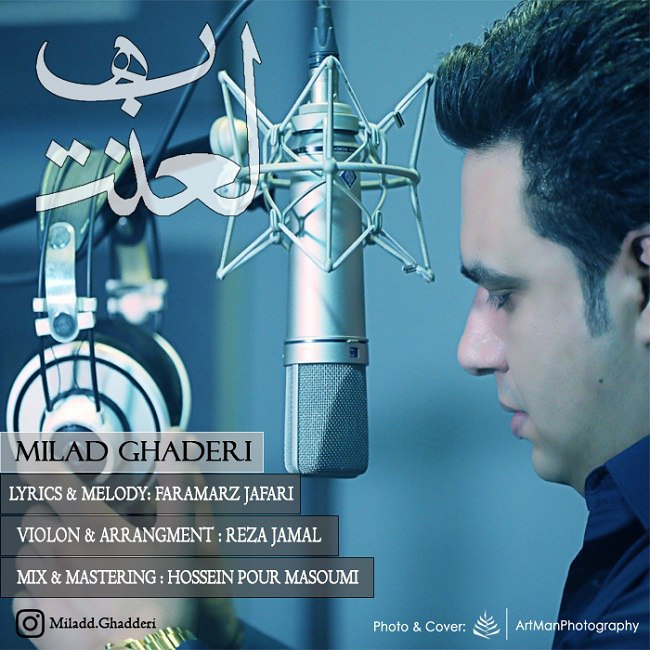 لعنت
MILAD GHADERI
LYRICS & MELODY: FARAMARZ JAFARI
VIOLON & ARRANGMENT : REZA JAMAL
MIX & MASTERING : HOSSEIN POUR MASOUMI
Miladd.Ghadderi
Photo & Cover: ArtManPhotography